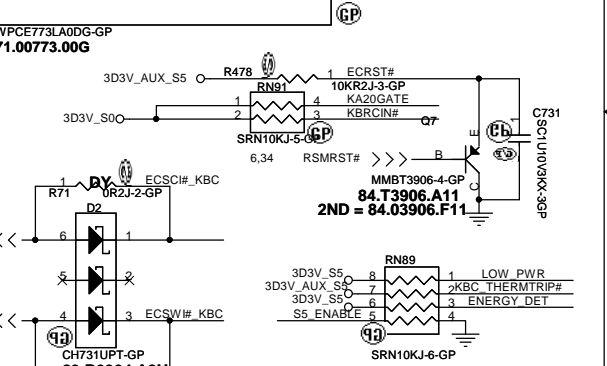 GP
WPCE773LA0DG-GP
71.00773.00G
3D3V_AUX_S5
R478
1
ECRST#
10KR2J-3-GP
RN91
1 4 KA20GATE
3D3V_S0
2 3 KBRCIN#
Q7
SRN10KJ-5-GP
GP
6,34
RSMRST#
B
E
C
C731
1
SC1U10V3KX-3GP
MMBT3906-4-GP
84.T3906.A11
2ND = 84.03906.F11
R71
1
DY
0R2J-2-GP
ECSCI#_KBC
D2
6 1
5 2
4 3 ECSWI#_KBC
CH731UPT-GP
RN89
3D3V_S5 8 1 LOW_PWR
3D3V_AUX_S5 7 2 KBC_THERMTRIP#
3D3V_S5 6 3 ENERGY_DET
S5_ENABLE 5 4
SRN10KJ-6-GP